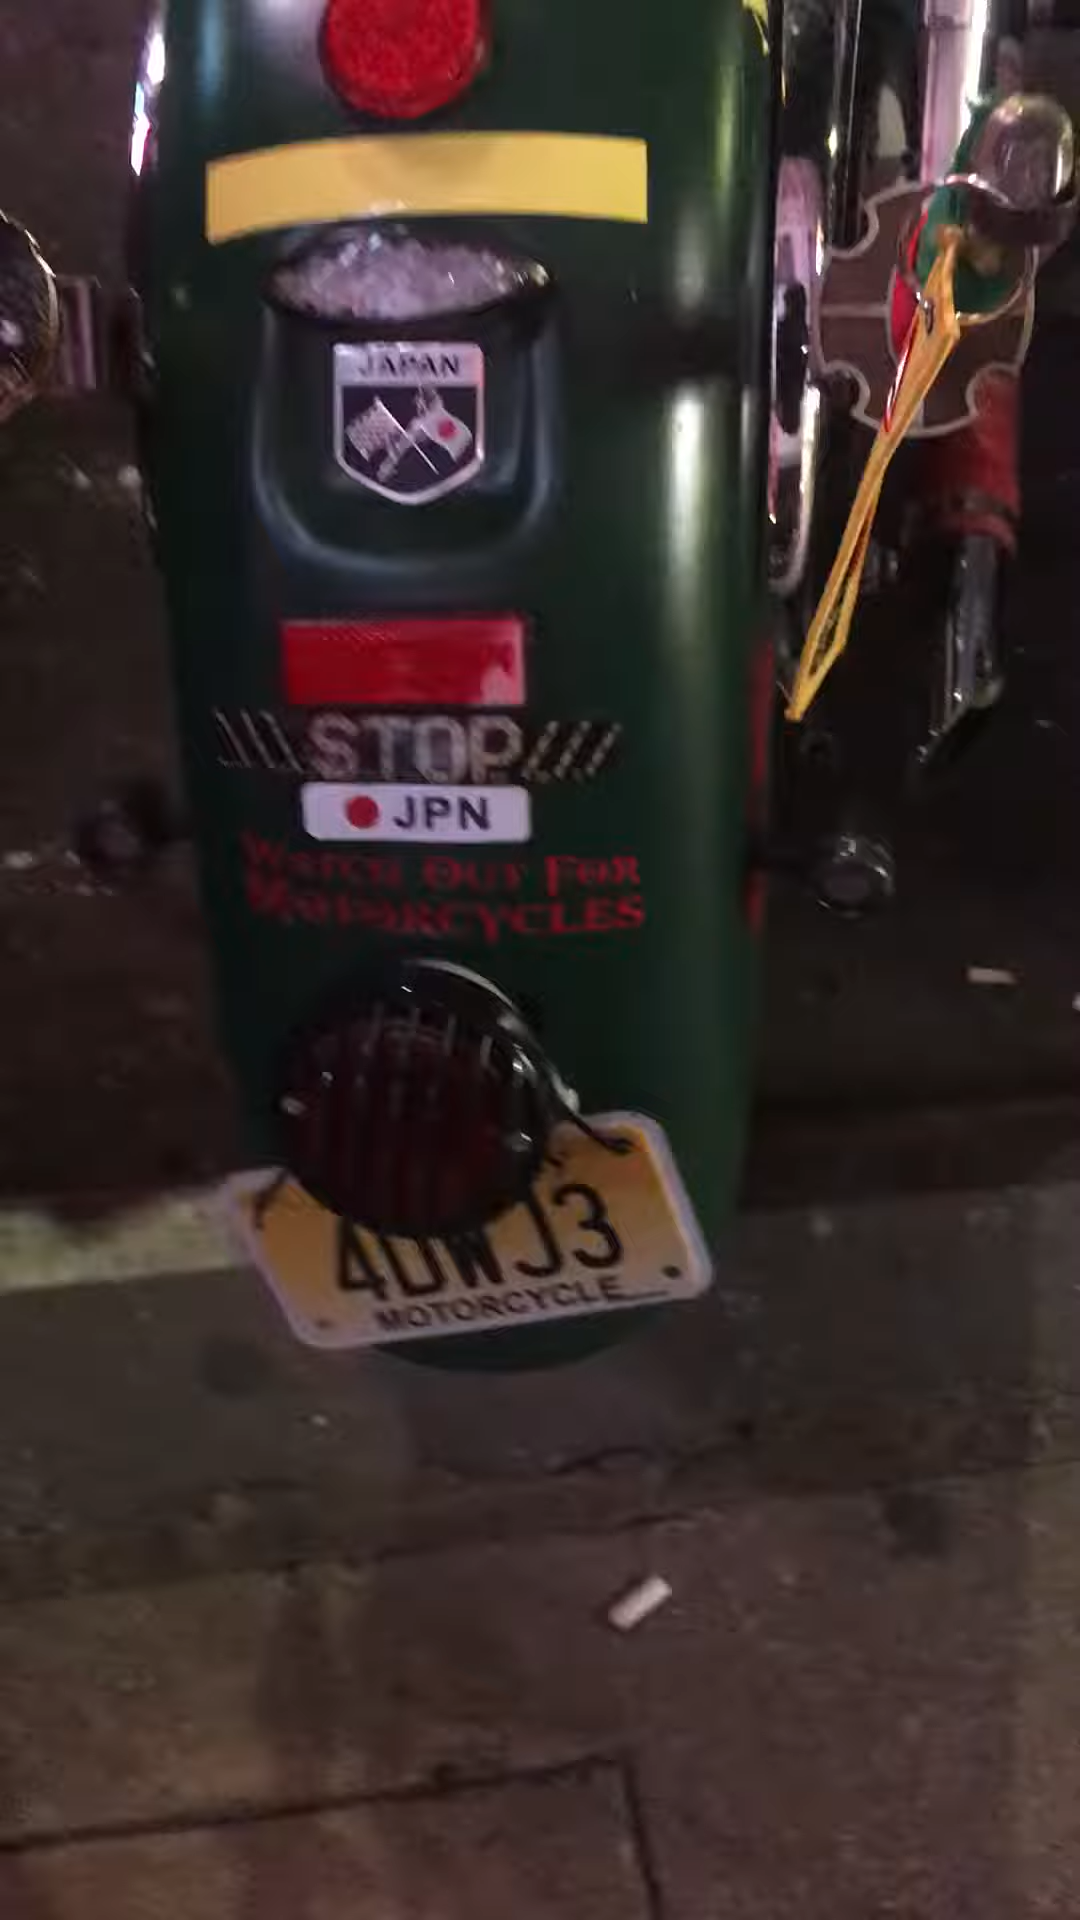 JAPAN
STOP
JPN
WATCH OUT FOR
MOTORCYCLES
4DWJ3
MOTORCYCLE